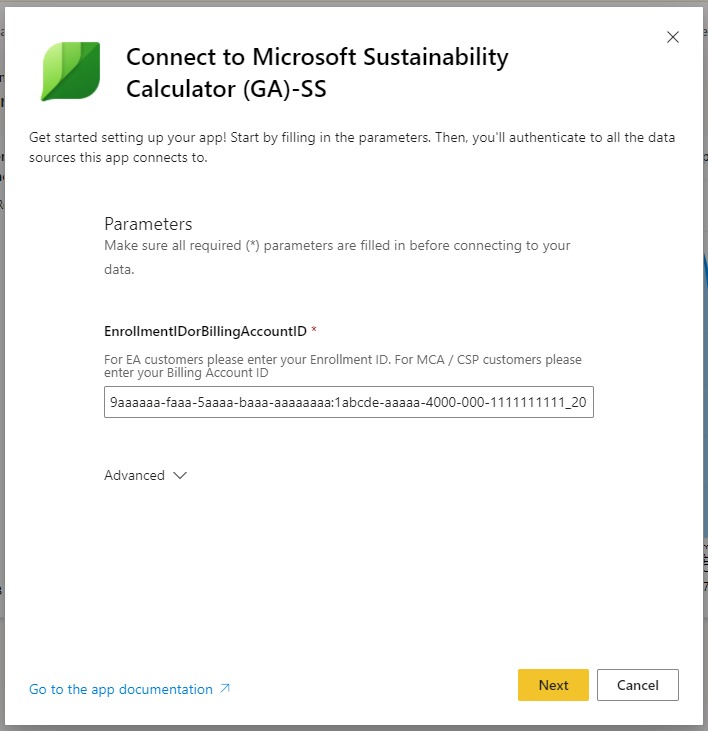 Connect to Microsoft Sustainability
Calculator (GA)-SS
Get started setting up your app! Start by filling in the parameters. Then, you'll authenticate to all the data
sources this app connects to.
Parameters
Make sure all required (*) parameters are filled in before connecting to your
data.
EnrollmentIDorBillingAccountID *
For EA customers please enter your Enrollment ID. For MCA / CSP customers please
enter your Billing Account ID
9aaaaaa-faaa-5aaaa-baaa-aaaaaaaa:1abcde-aaaaa-4000-000-1111111111_20
Advanced
Go to the app documentation
Next
Cancel